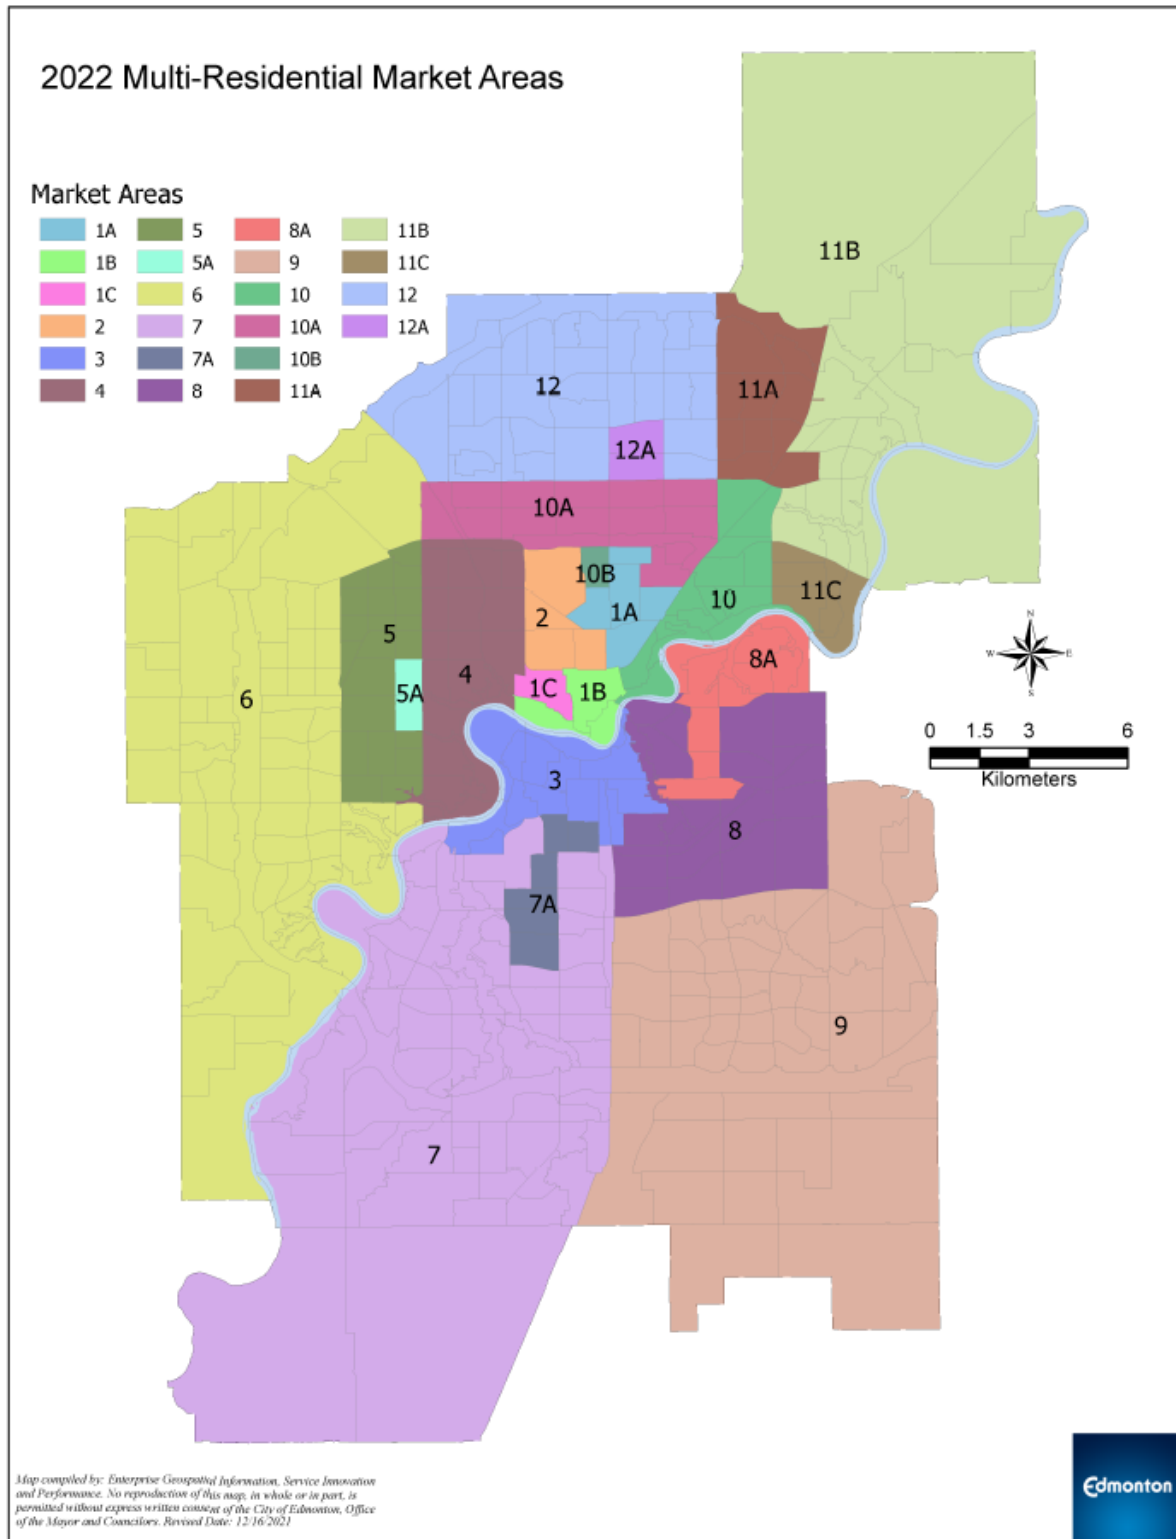 2022 Multi-Residential Market Areas
Market Areas
1A 5 8A 11B
1B 5A 9 11C
1C 6 10 12
2 7 10A 12A
3 7A 10B
4 8 11A
11B
12
11A
12A
10A
10B
2
1A
10
11C
5
8A
4
5A
6
1C
1B
3
8
7A
9
7
N
W E
S
0 1.5 3 6
Kilometers
Map compiled by: Enterprise Geospatial Information, Service Innovation
and Performance. No reproduction of this map, in whole or in part, is
permitted without express written consent of the City of Edmonton, Office
of the Mayor and Councilors. Revised Date: 12/16/2021
Edmonton